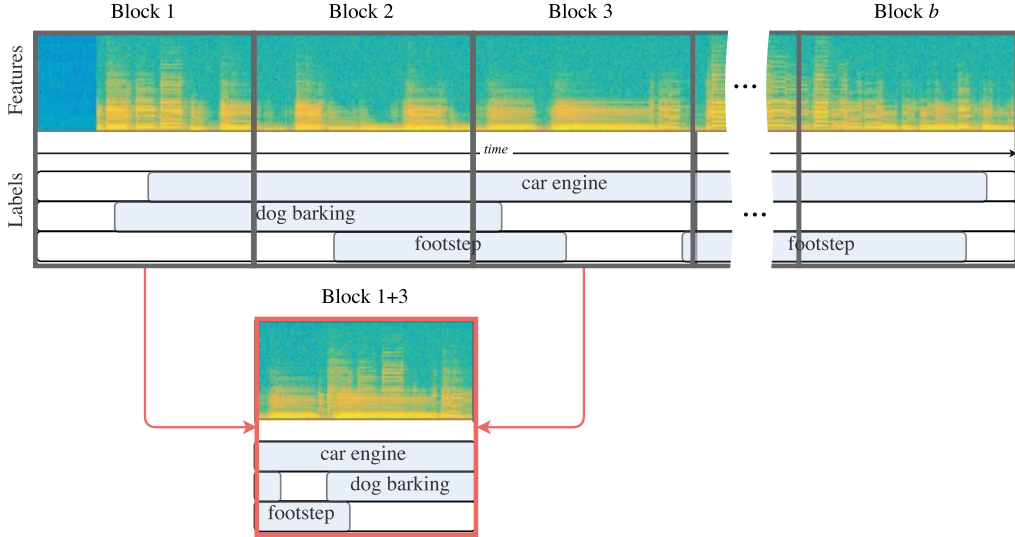 Block 1 Block 2 Block 3 Block b
Features
...
time
Labels
car engine
dog barking
...
footstep footstep
Block 1+3
car engine
dog barking
footstep